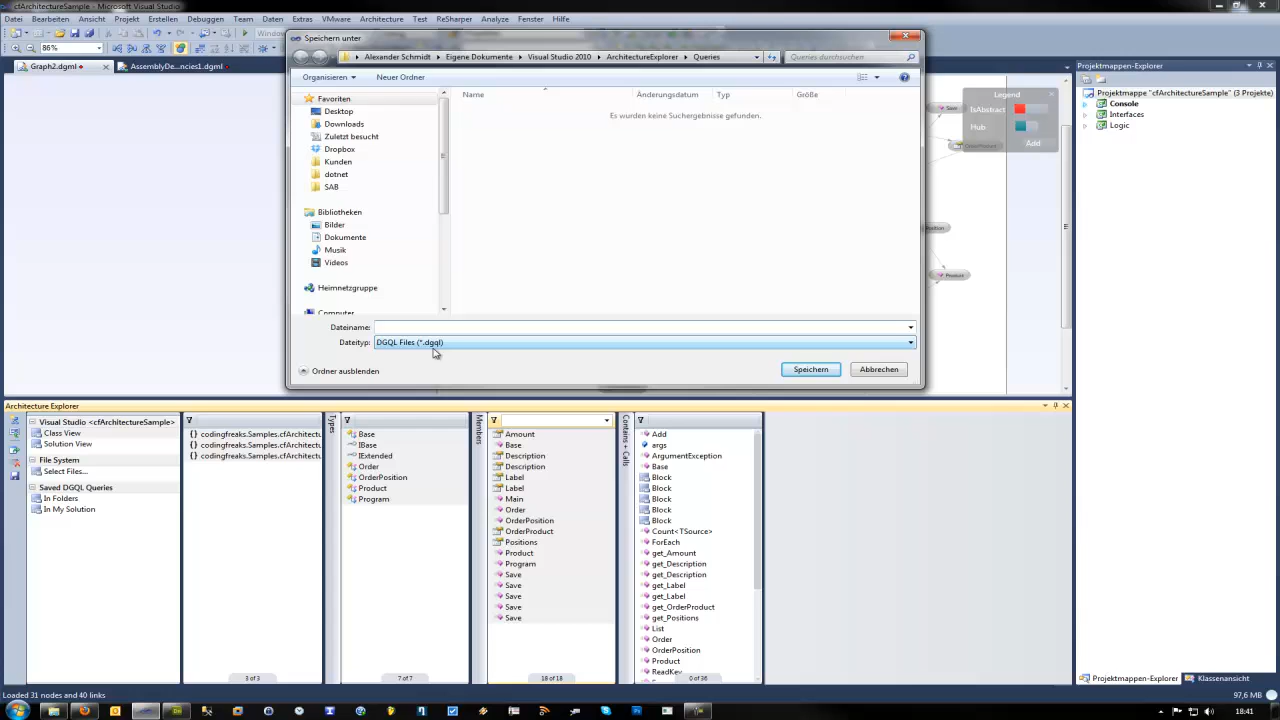 cfArchitectureSample - Microsoft Visual Studio
Datei Bearbeiten Ansicht Projekt Erstellen Debuggen Team Daten Extras VMware Architecture Test ReSharper Analyze Fenster Hilfe
86%
Graph2.dgml
Speichern unter
Alexander Schmidt Eigene Dokumente Visual Studio 2010 ArchitectureExplorer Queries
Queries durchsuchen
Organisieren Neuer Ordner
Favoriten
Desktop
Downloads
Zuletzt besucht
Dropbox
Kunden
dotnet
SAB
Bibliotheken
Bilder
Dokumente
Musik
Videos
Heimnetzgruppe
Computer
Name Änderungsdatum Typ Größe
Es wurden keine Suchergebnisse gefunden.
Dateiname:
Dateityp: DGQL Files (*.dgql)
Ordner ausblenden
Speichern Abbrechen
Legend
IsAbstract
Hub
Add
Save
Product
Projektmappen-Explorer
Projektmappe "cfArchitectureSample" (3 Projekte)
Console
Interfaces
Logic
Architecture Explorer
Visual Studio <cfArchitectureSample>
Class View
Solution View
File System
Select Files...
Saved DGQL Queries
In Folders
In My Solution
codingfreaks.Samples.cfArchitectu
codingfreaks.Samples.cfArchitectu
codingfreaks.Samples.cfArchitectu
3 of 3
Types
Base
IBase
IExtended
Order
OrderPosition
Product
Program
7 of 7
Members
Amount
Base
Description
Description
Label
Label
Main
Order
OrderPosition
OrderProduct
Positions
Product
Program
Save
Save
Save
Save
Save
18 of 18
Contains + Calls
Add
args
ArgumentException
Base
Block
Block
Block
Block
Block
Count<TSource>
ForEach
get_Amount
get_Description
get_Description
get_Label
get_Label
get_OrderProduct
get_Positions
List
Order
OrderPosition
Product
ReadKey
0 of 36
Projektmappen-Explorer Klassenansicht
Loaded 31 nodes and 40 links
97,6 MB
18:41